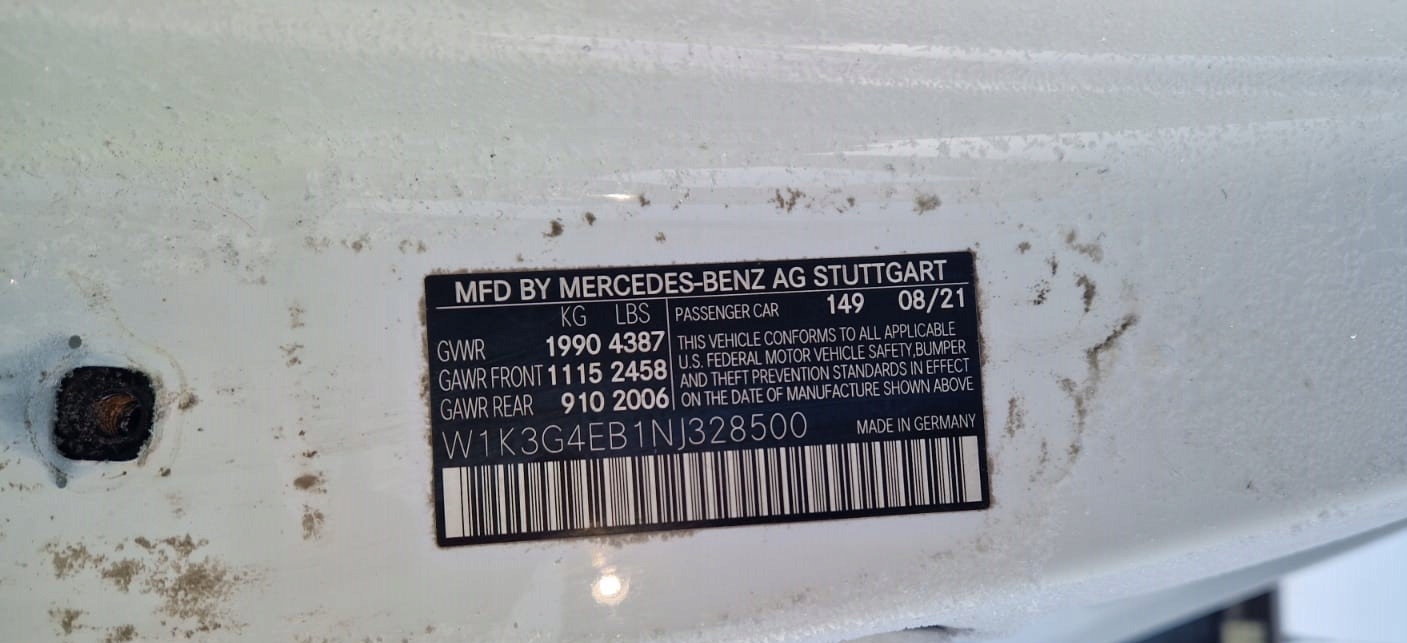 MFD BY MERCEDES-BENZ AG STUTTGART
KG LBS
GVWR 1990 4387
GAWR FRONT 1115 2458
GAWR REAR 910 2006
PASSENGER CAR 149 08/21
THIS VEHICLE CONFORMS TO ALL APPLICABLE
U.S. FEDERAL MOTOR VEHICLE SAFETY,BUMPER
AND THEFT PREVENTION STANDARDS IN EFFECT
ON THE DATE OF MANUFACTURE SHOWN ABOVE
W1K3G4EB1NJ328500
MADE IN GERMANY